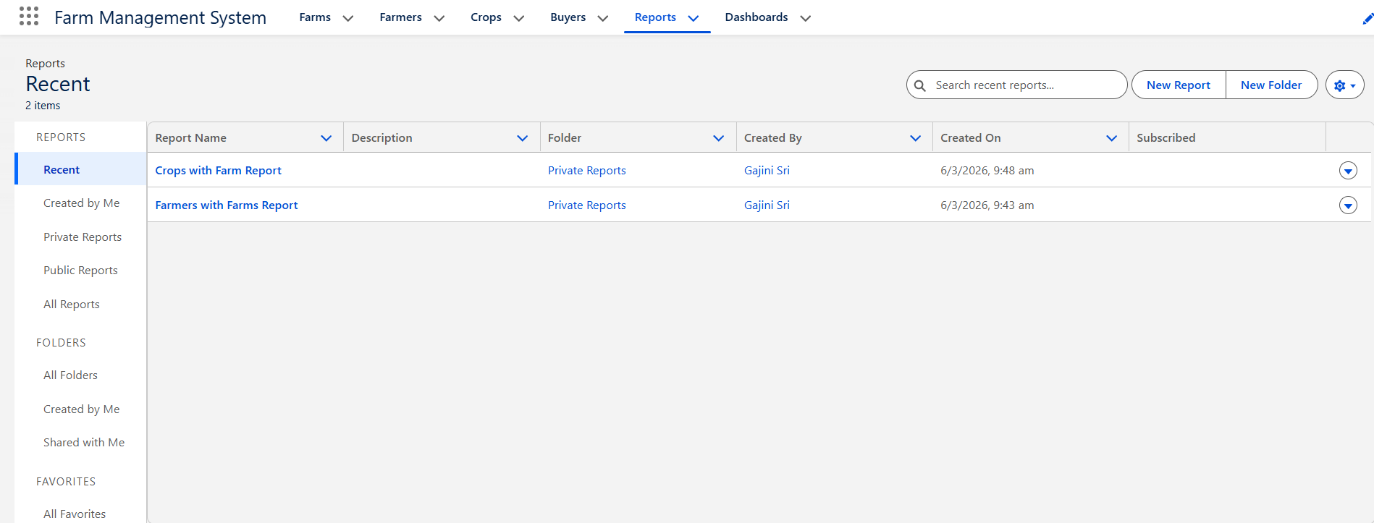 Farm Management System Farms Farmers Crops Buyers Reports Dashboards
Reports
Recent
2 items
Search recent reports...
New Report
New Folder
REPORTS
Recent
Created by Me
Private Reports
Public Reports
All Reports
FOLDERS
All Folders
Created by Me
Shared with Me
FAVORITES
All Favorites
Report Name Description Folder Created By Created On Subscribed
Crops with Farm Report Private Reports Gajini Sri 6/3/2026, 9:48 am
Farmers with Farms Report Private Reports Gajini Sri 6/3/2026, 9:43 am